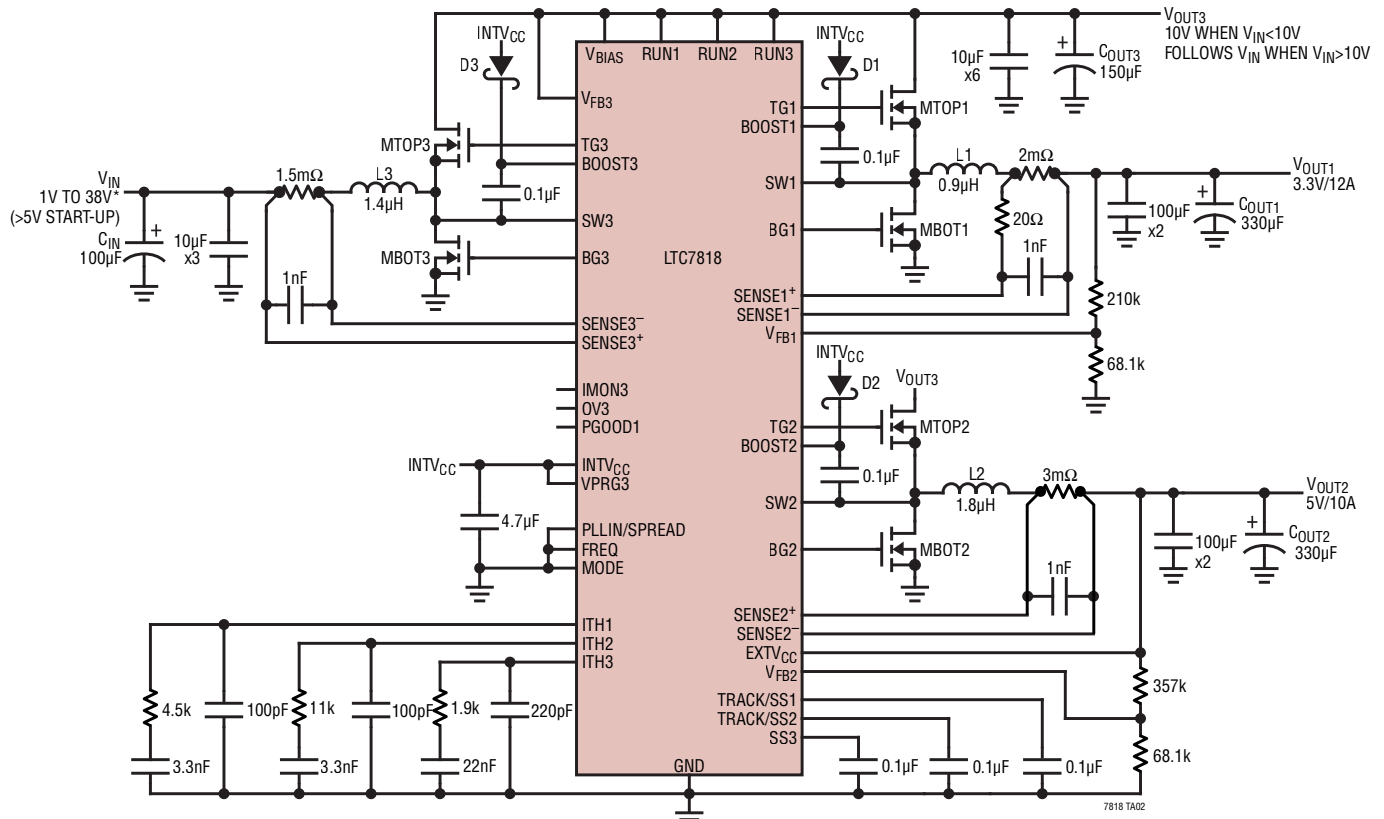 VOUT3
10V WHEN VIN<10V
FOLLOWS VIN WHEN VIN>10V
INTVCC
D3
VBIAS
RUN1
RUN2
RUN3
INTVCC
D1
10µF
x6
+
COUT3
150µF
VFB3
TG1
MTOP1
BOOST1
MTOP3
TG3
BOOST3
0.1µF
VIN
1V TO 38V*
(>5V START-UP)
1.5mΩ
L3
1.4µH
0.1µF
SW1
L1
0.9µH
2mΩ
VOUT1
3.3V/12A
SW3
20Ω
100µF
x2
+
COUT1
330µF
CIN
100µF
+
10µF
x3
MBOT3
BG3
LTC7818
BG1
MBOT1
1nF
1nF
SENSE1+
SENSE1–
VFB1
210k
SENSE3–
SENSE3+
68.1k
INTVCC
D2
VOUT3
IMON3
OV3
PGOOD1
TG2
MTOP2
BOOST2
INTVCC
INTVCC
VPRG3
0.1µF
L2
1.8µH
3mΩ
VOUT2
5V/10A
SW2
4.7µF
PLLIN/SPREAD
FREQ
MODE
BG2
MBOT2
100µF
x2
+
COUT2
330µF
1nF
SENSE2+
SENSE2–
EXTVCC
VFB2
ITH1
ITH2
ITH3
357k
4.5k
100pF
11k
100pF
1.9k
220pF
TRACK/SS1
TRACK/SS2
SS3
68.1k
3.3nF
3.3nF
22nF
GND
0.1µF
0.1µF
0.1µF
7818 TA02